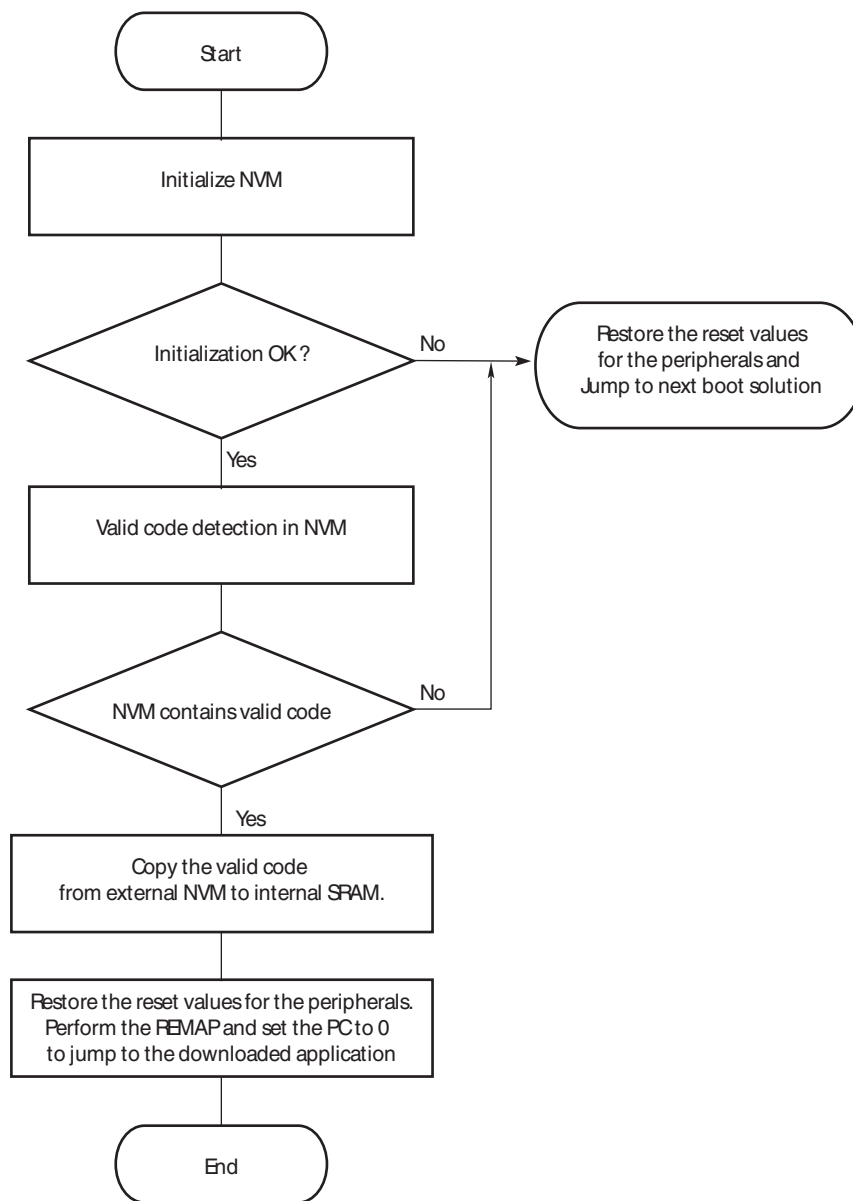 Start
Initialize NVM
Initialization OK ?
No
Restore the reset values
for the peripherals and
Jump to next boot solution
Yes
Valid code detection in NVM
NVM contains valid code
No
Yes
Copy the valid code
from external NVM to internal SRAM.
Restore the reset values for the peripherals.
Perform the REMAP and set the PC to 0
to jump to the downloaded application
End